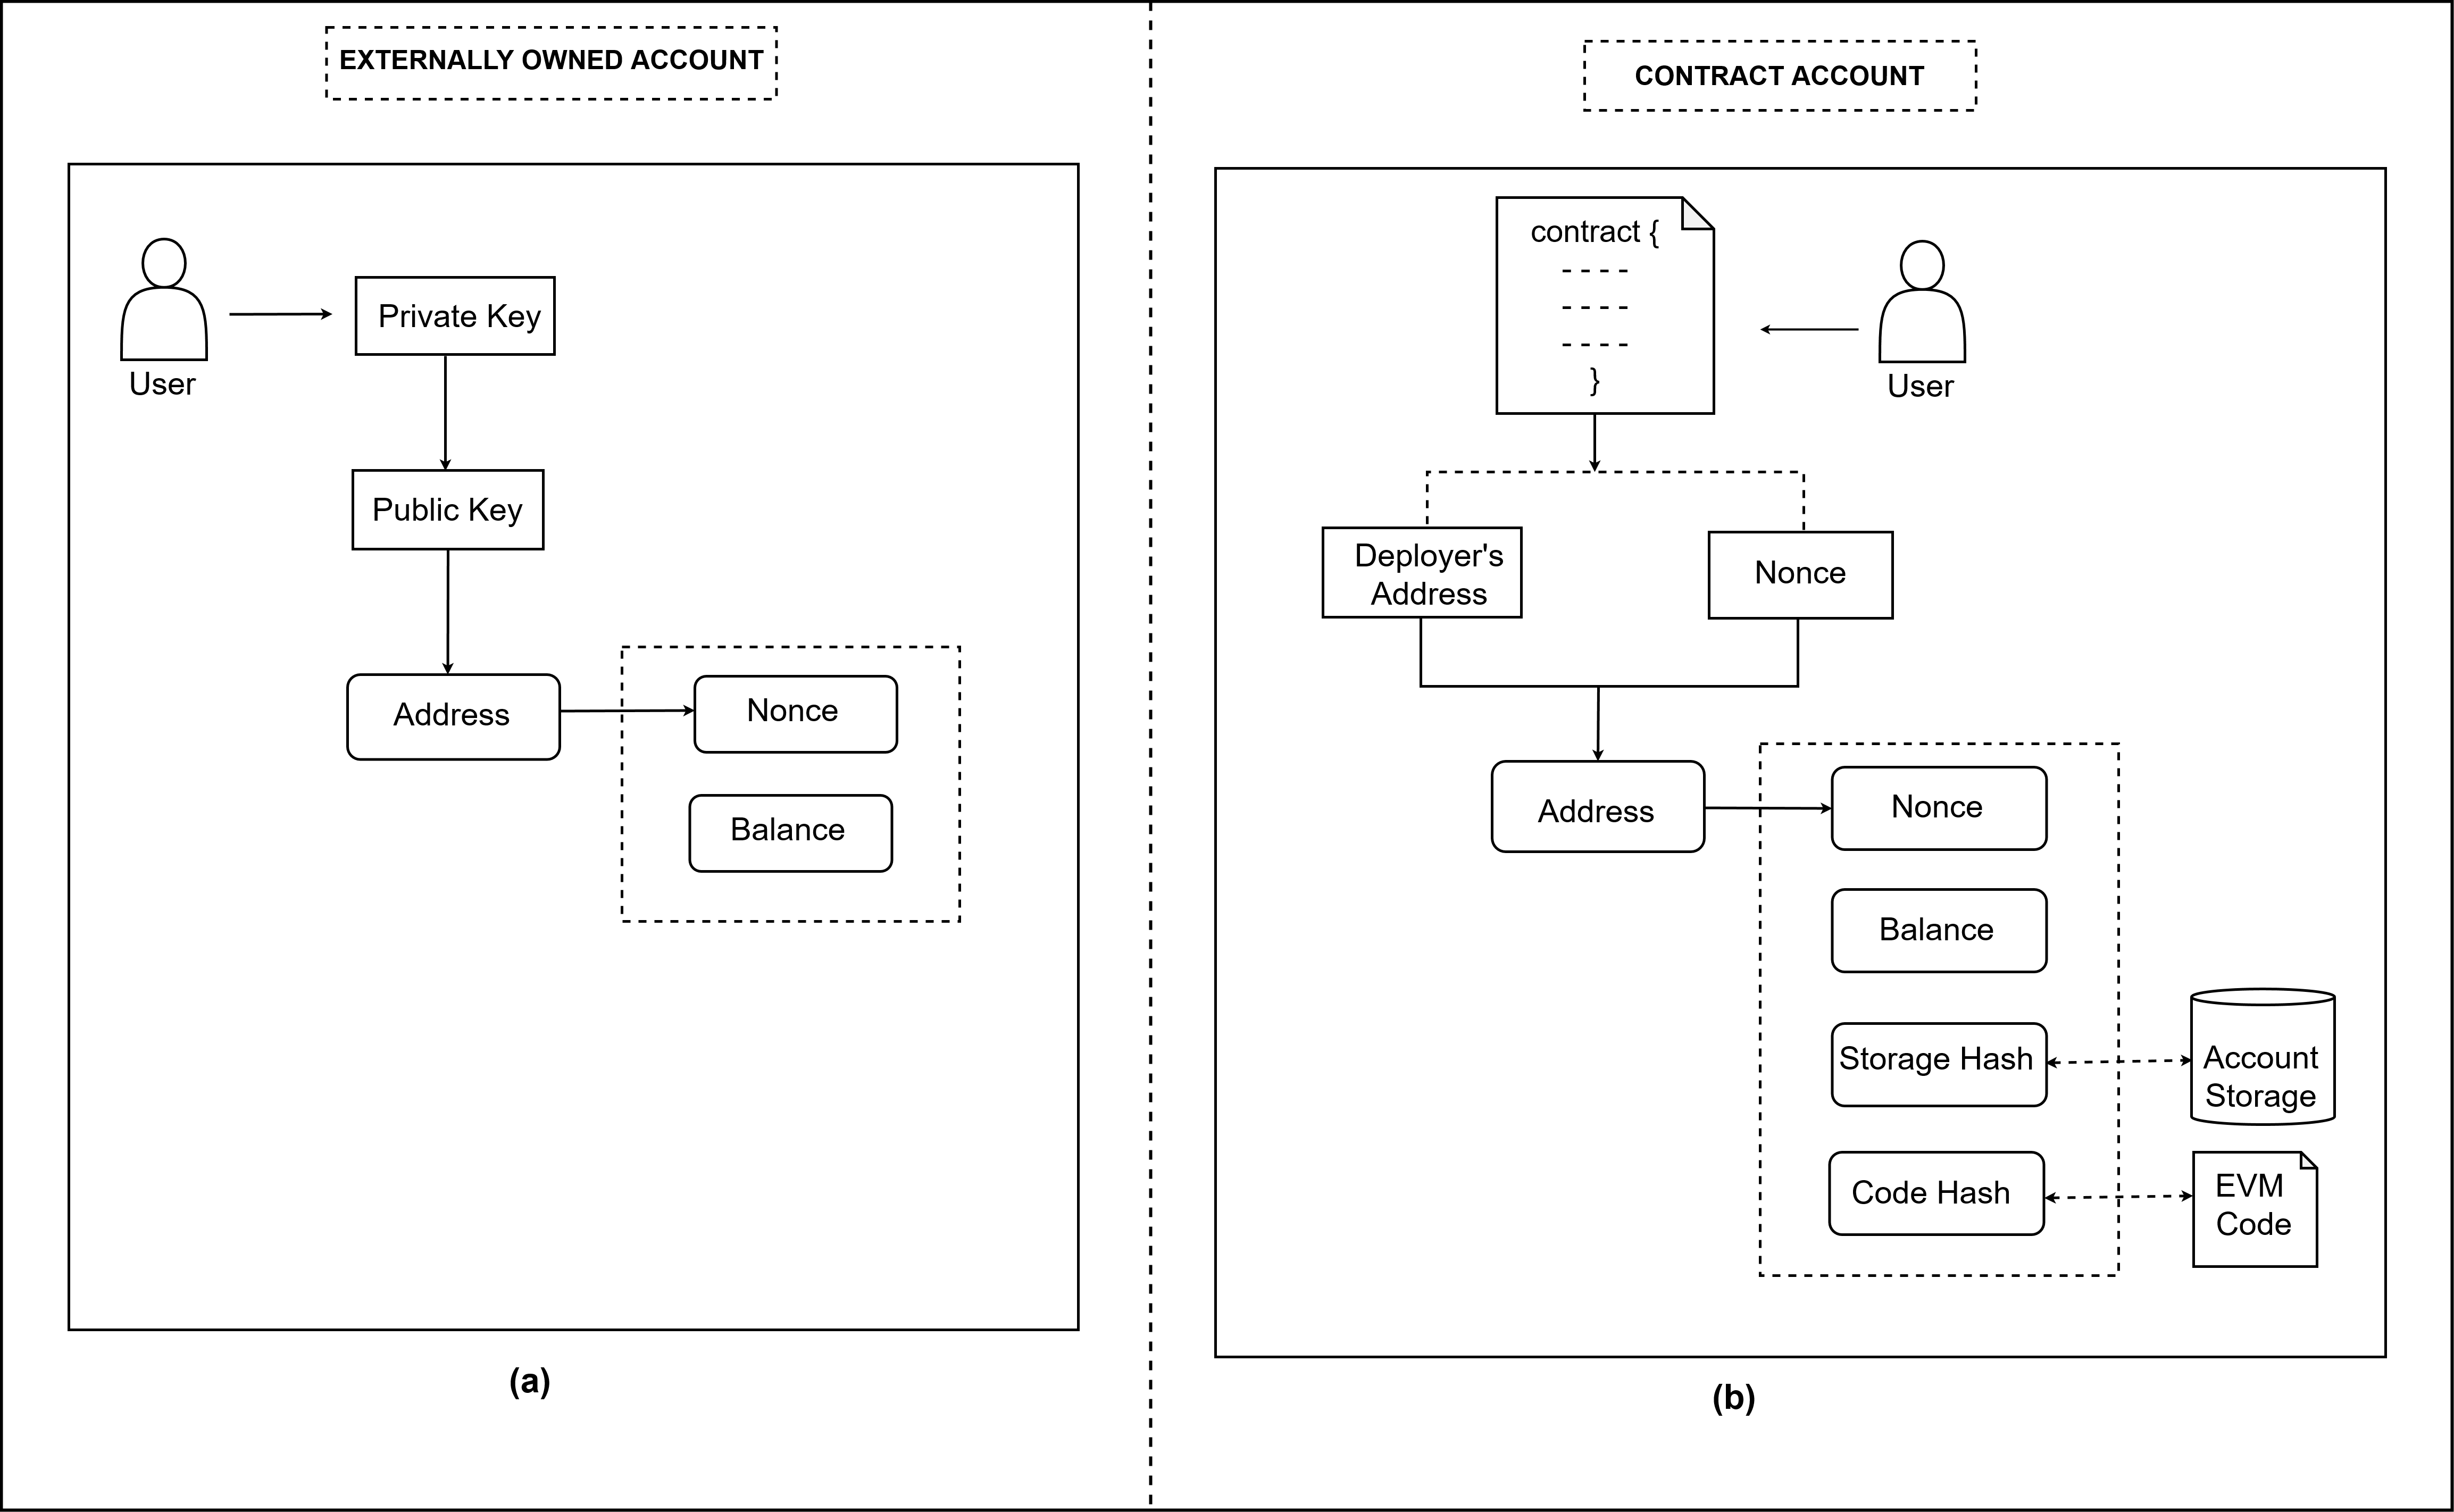 EXTERNALLY OWNED ACCOUNT
User
Private Key
Public Key
Address
Nonce
Balance
(a)
CONTRACT ACCOUNT
contract {
- - - -
- - - -
- - - -
}
User
Deployer's
Address
Nonce
Address
Nonce
Balance
Storage Hash
Account
Storage
Code Hash
EVM
Code
(b)